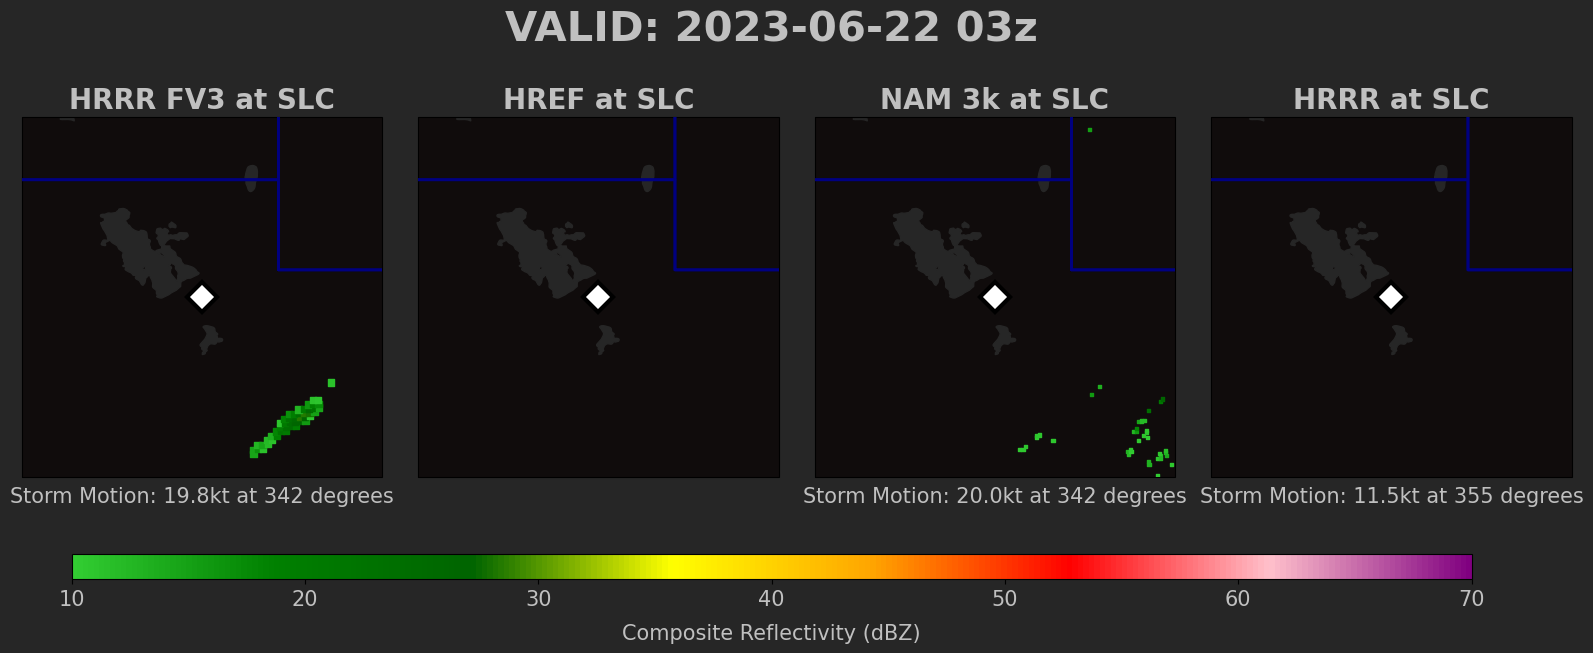 VALID: 2023-06-22 03z
HRRR FV3 at SLC
HREF at SLC
NAM 3k at SLC
HRRR at SLC
Storm Motion: 19.8kt at 342 degrees
Storm Motion: 20.0kt at 342 degrees
Storm Motion: 11.5kt at 355 degrees
10 20 30 40 50 60 70
Composite Reflectivity (dBZ)